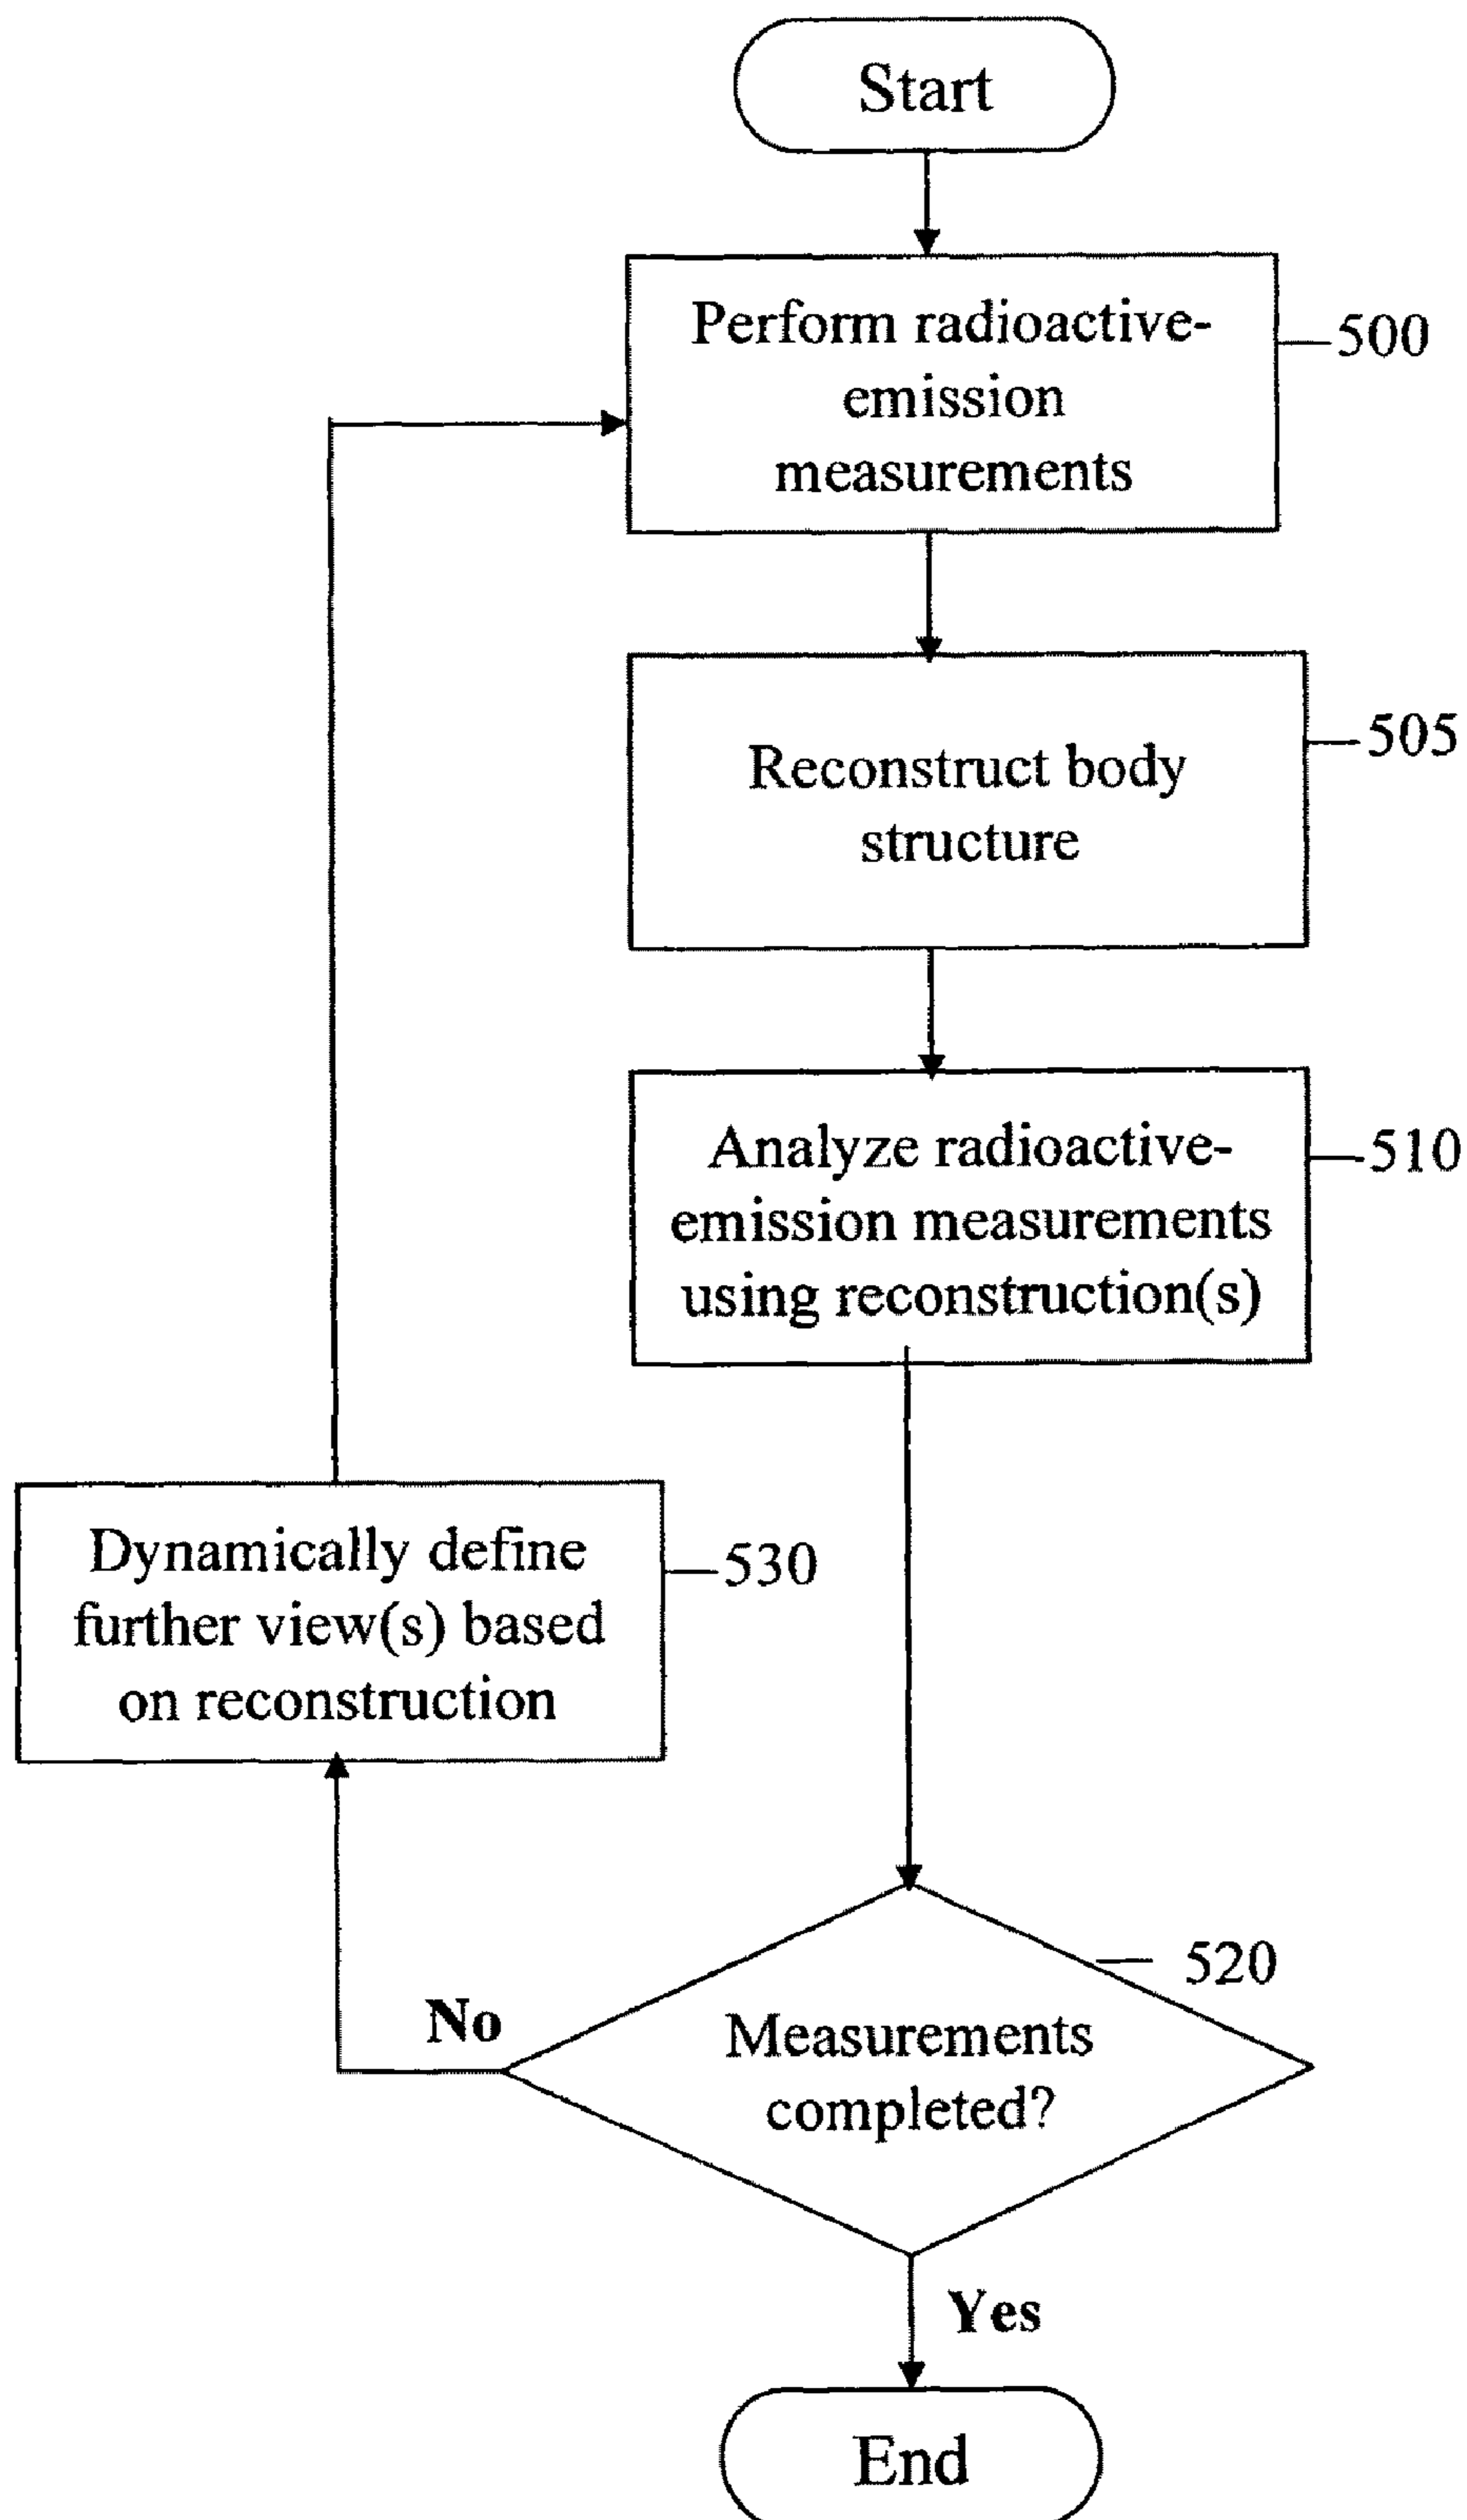 Start
Perform radioactive-
emission
measurements
500
Reconstruct body
structure
505
Analyze radioactive-
emission measurements
using reconstruction(s)
510
Dynamically define
further view(s) based
on reconstruction
530
520
Measurements
completed?
No
Yes
End